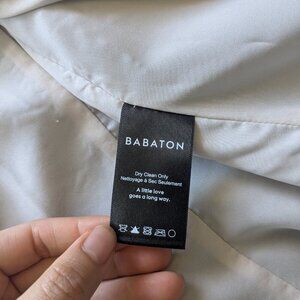 BABATON
Dry Clean Only
Nettoyage à Sec Seulement
A little love
goes a long way.